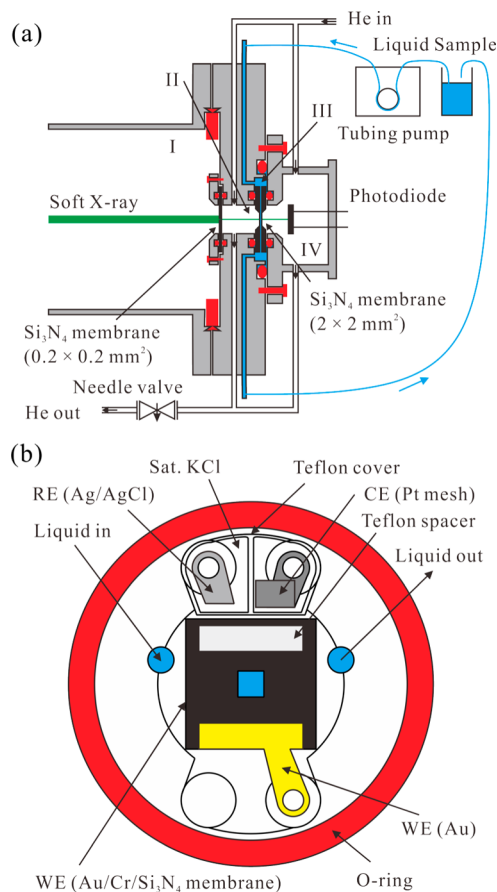 (a)
He in
Liquid Sample
II
III
Tubing pump
I
Soft X-ray
Photodiode
IV
Si₃N₄ membrane
(0.2 × 0.2 mm²)
Si₃N₄ membrane
(2 × 2 mm²)
Needle valve
He out
(b)
Sat. KCl
Teflon cover
RE (Ag/AgCl)
CE (Pt mesh)
Liquid in
Teflon spacer
Liquid out
WE (Au)
WE (Au/Cr/Si₃N₄ membrane)
O-ring